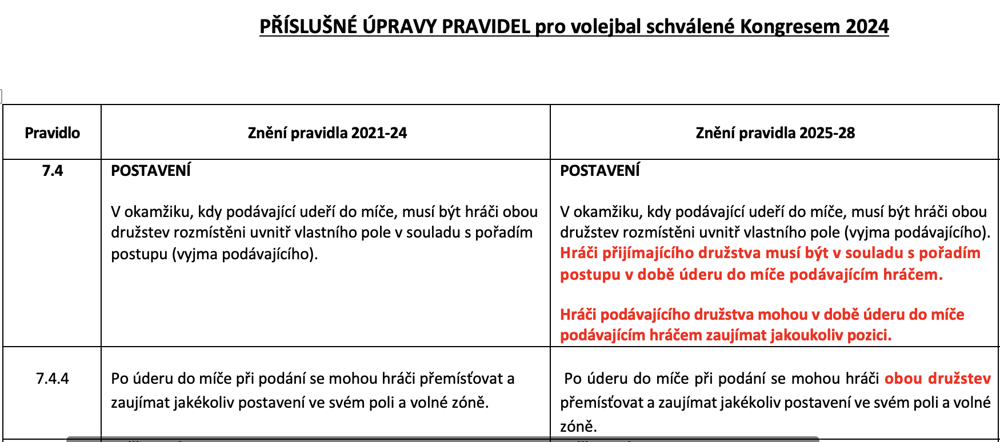 PŘÍSLUŠNÉ ÚPRAVY PRAVIDEL pro volejbal schválené Kongresem 2024
Pravidlo
Znění pravidla 2021-24
Znění pravidla 2025-28
7.4
POSTAVENÍ
V okamžiku, kdy podávající udeří do míče, musí být hráči obou
družstev rozmístěni uvnitř vlastního pole v souladu s pořadím
postupu (vyjma podávajícího).
POSTAVENÍ
V okamžiku, kdy podávající udeří do míče, musí být hráči obou
družstev rozmístěni uvnitř vlastního pole (vyjma podávajícího).
Hráči přijímajícího družstva musí být v souladu s pořadím
postupu v době úderu do míče podávajícím hráčem.
Hráči podávajícího družstva mohou v době úderu do míče
podávajícím hráčem zaujímat jakoukoliv pozici.
7.4.4
Po úderu do míče při podání se mohou hráči přemísťovat a
zaujímat jakékoliv postavení ve svém poli a volné zóně.
Po úderu do míče při podání se mohou hráči obou družstev
přemísťovat a zaujímat jakékoliv postavení ve svém poli a volné
zóně.